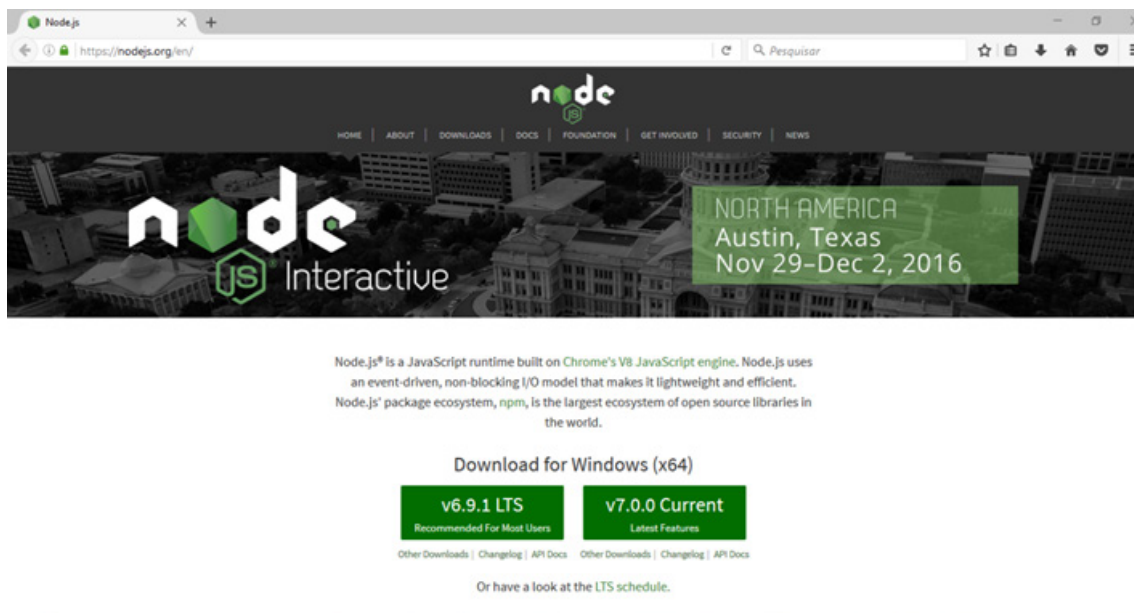 Node.js
https://nodejs.org/en/
Pesquisar
node
JS
HOME | ABOUT | DOWNLOADS | DOCS | FOUNDATION | GET INVOLVED | SECURITY | NEWS
node
JS® Interactive
NORTH AMERICA
Austin, Texas
Nov 29–Dec 2, 2016
Node.js® is a JavaScript runtime built on Chrome's V8 JavaScript engine. Node.js uses
an event-driven, non-blocking I/O model that makes it lightweight and efficient.
Node.js' package ecosystem, npm, is the largest ecosystem of open source libraries in
the world.
Download for Windows (x64)
v6.9.1 LTS
Recommended For Most Users
v7.0.0 Current
Latest Features
Other Downloads | Changelog | API Docs
Other Downloads | Changelog | API Docs
Or have a look at the LTS schedule.